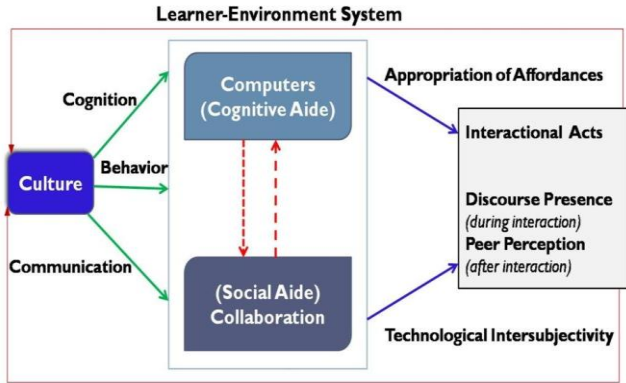 Learner-Environment System
Computers
(Cognitive Aide)
Appropriation of Affordances
Cognition
Interactional Acts
Behavior
Culture
Discourse Presence
(during interaction)
Peer Perception
(after interaction)
Communication
(Social Aide)
Collaboration
Technological Intersubjectivity